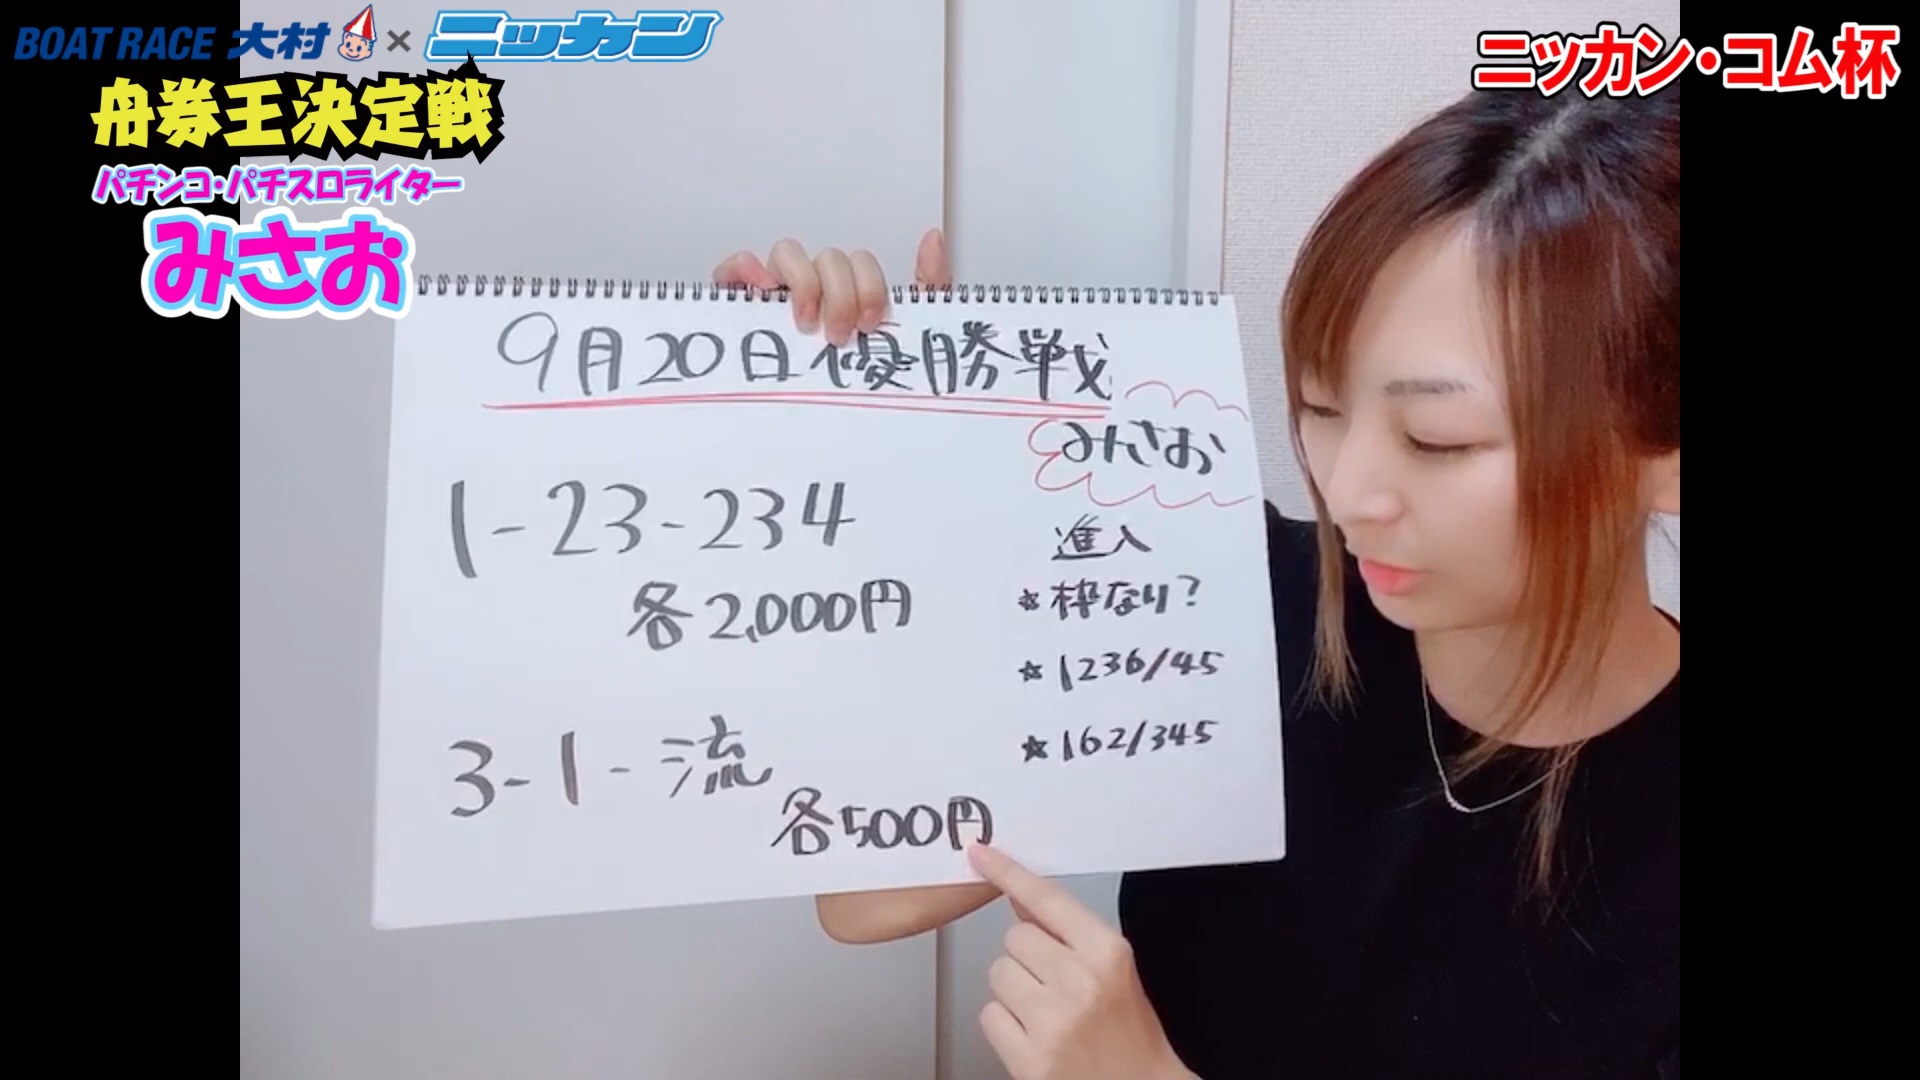 BOAT RACE 大村 × ニッカン
ニッカン・コム杯
舟券王決定戦
パチンコ・パチスロライター
みさお
9月20日優勝戦
みさお
1-23-234
各2,000円
3-1-流
各500円
進入
☆枠なり?
☆1236/45
☆162/345